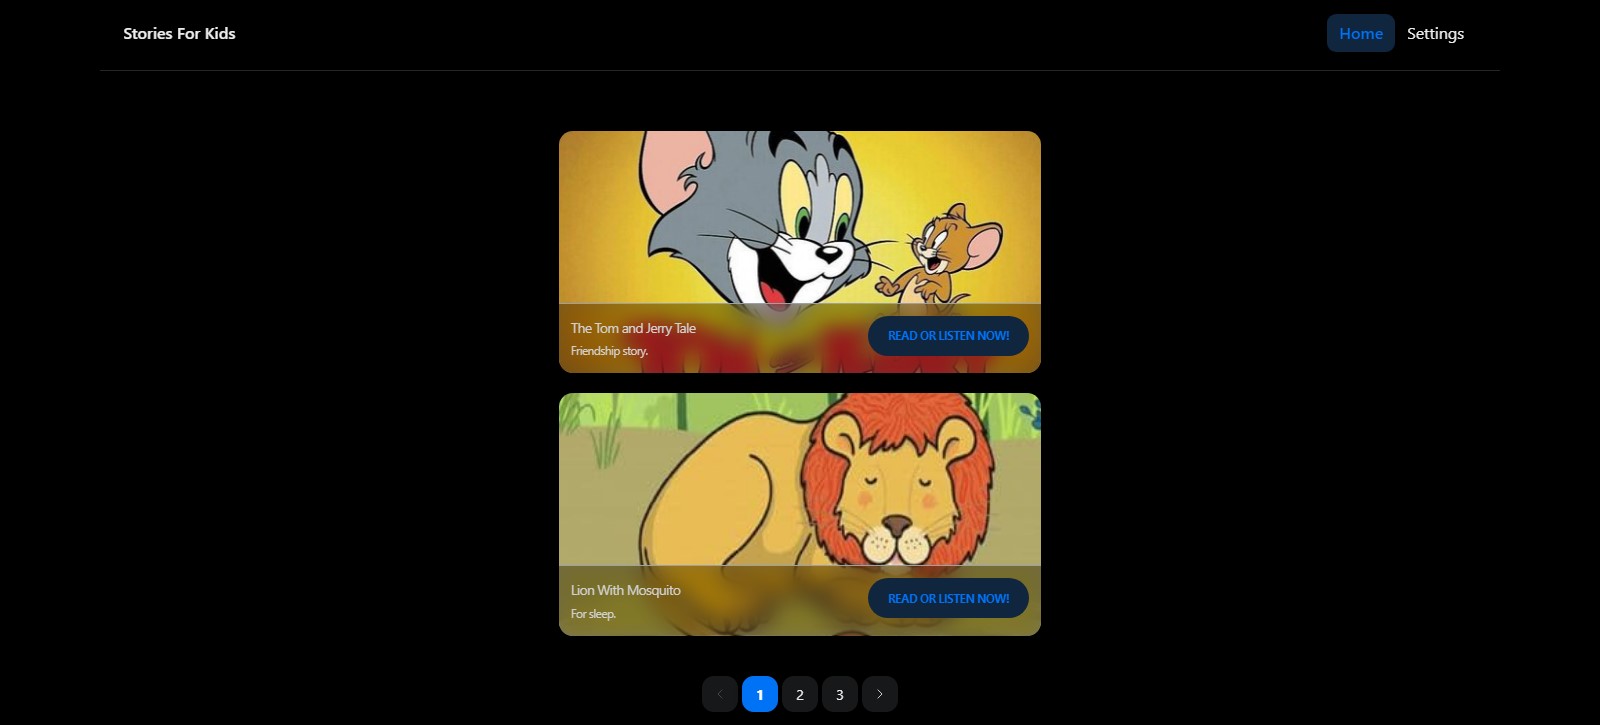 Stories For Kids
Home
Settings
The Tom and Jerry Tale
Friendship story.
READ OR LISTEN NOW!
Lion With Mosquito
For sleep.
READ OR LISTEN NOW!
1 2 3